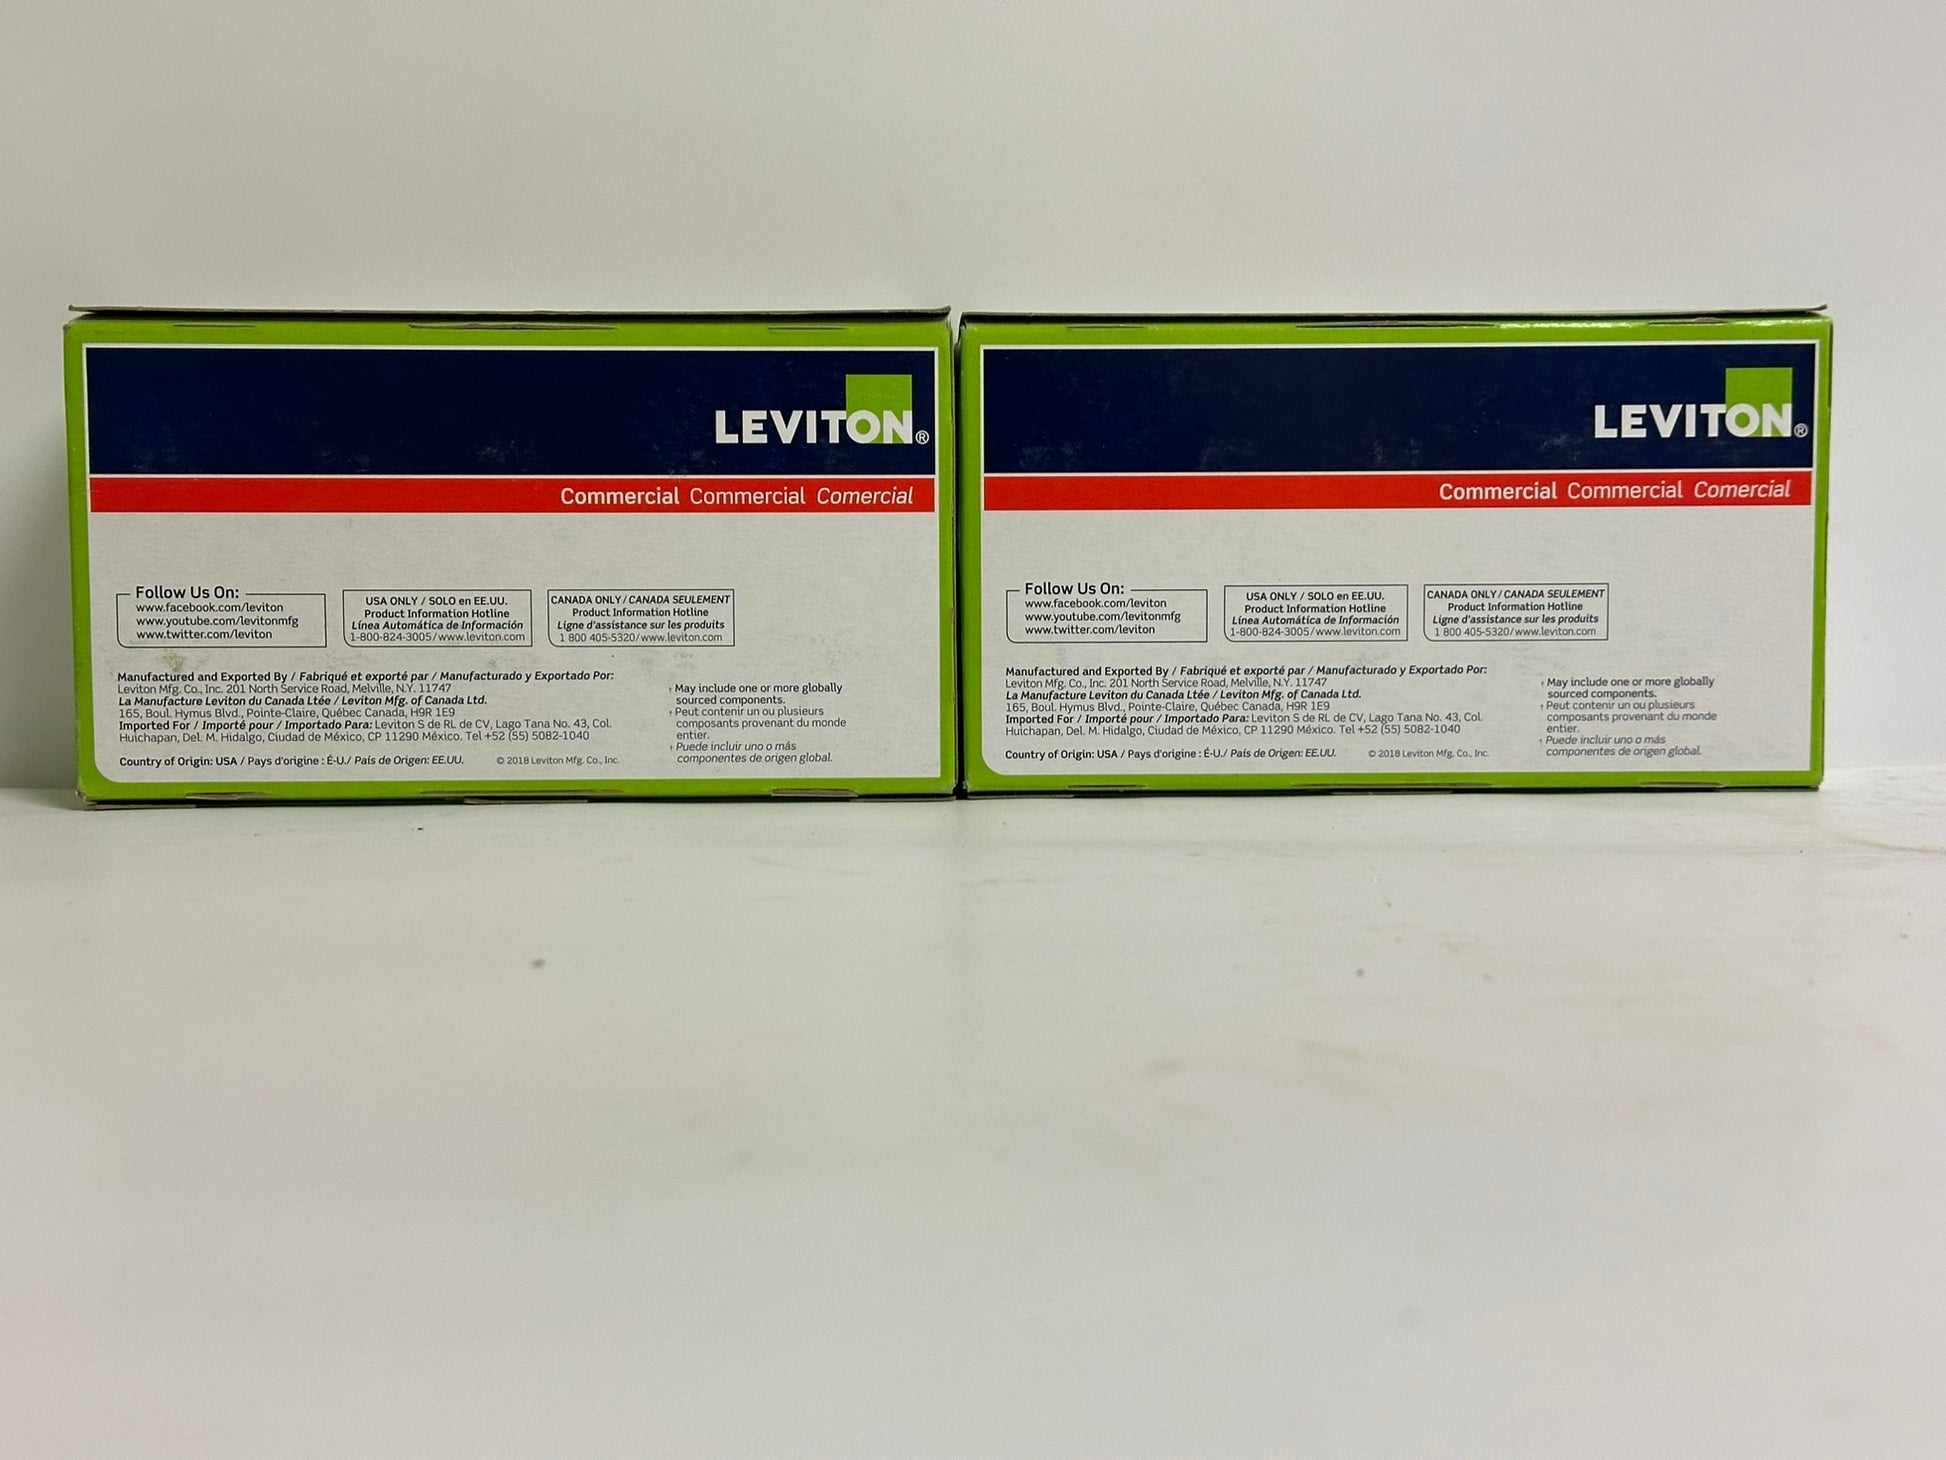 LEVITON®
Commercial Commercial Comercial
Follow Us On:
www.facebook.com/leviton
www.youtube.com/levitonmfg
www.twitter.com/leviton
USA ONLY / SOLO en EE.UU.
Product Information Hotline
Línea Automática de Información
1-800-824-3005/www.leviton.com
CANADA ONLY/CANADA SEULEMENT
Product Information Hotline
Ligne d'assistance sur les produits
1 800 405-5320/www.leviton.com
Manufactured and Exported By / Fabriqué et exporté par / Manufacturado y Exportado Por:
Leviton Mfg. Co., Inc. 201 North Service Road, Melville, N.Y. 11747
La Manufacture Leviton du Canada Ltée / Leviton Mfg. of Canada Ltd.
165, Boul. Hymus Blvd., Pointe-Claire, Québec Canada, H9R 1E9
Imported For / Importé pour / Importado Para: Leviton S de RL de CV, Lago Tana No. 43, Col.
Huichapan, Del. M. Hidalgo, Ciudad de México, CP 11290 México. Tel +52 (55) 5082-1040
Country of Origin: USA / Pays d'origine : É-U./ País de Origen: EE.UU. © 2018 Leviton Mfg. Co., Inc.
May include one or more globally
sourced components.
Peut contenir un ou plusieurs
composants provenant du monde
entier.
Puede incluir uno o más
componentes de origen global.
LEVITON®
Commercial Commercial Comercial
Follow Us On:
www.facebook.com/leviton
www.youtube.com/levitonmfg
www.twitter.com/leviton
USA ONLY / SOLO en EE.UU.
Product Information Hotline
Línea Automática de Información
1-800-824-3005/www.leviton.com
CANADA ONLY/CANADA SEULEMENT
Product Information Hotline
Ligne d'assistance sur les produits
1 800 405-5320/www.leviton.com
Manufactured and Exported By / Fabriqué et exporté par / Manufacturado y Exportado Por:
Leviton Mfg. Co., Inc. 201 North Service Road, Melville, N.Y. 11747
La Manufacture Leviton du Canada Ltée / Leviton Mfg. of Canada Ltd.
165, Boul. Hymus Blvd., Pointe-Claire, Québec Canada, H9R 1E9
Imported For / Importé pour / Importado Para: Leviton S de RL de CV, Lago Tana No. 43, Col.
Huichapan, Del. M. Hidalgo, Ciudad de México, CP 11290 México. Tel +52 (55) 5082-1040
Country of Origin: USA / Pays d'origine : É-U./ País de Origen: EE.UU. © 2018 Leviton Mfg. Co., Inc.
May include one or more globally
sourced components.
Peut contenir un ou plusieurs
composants provenant du monde
entier.
Puede incluir uno o más
componentes de origen global.